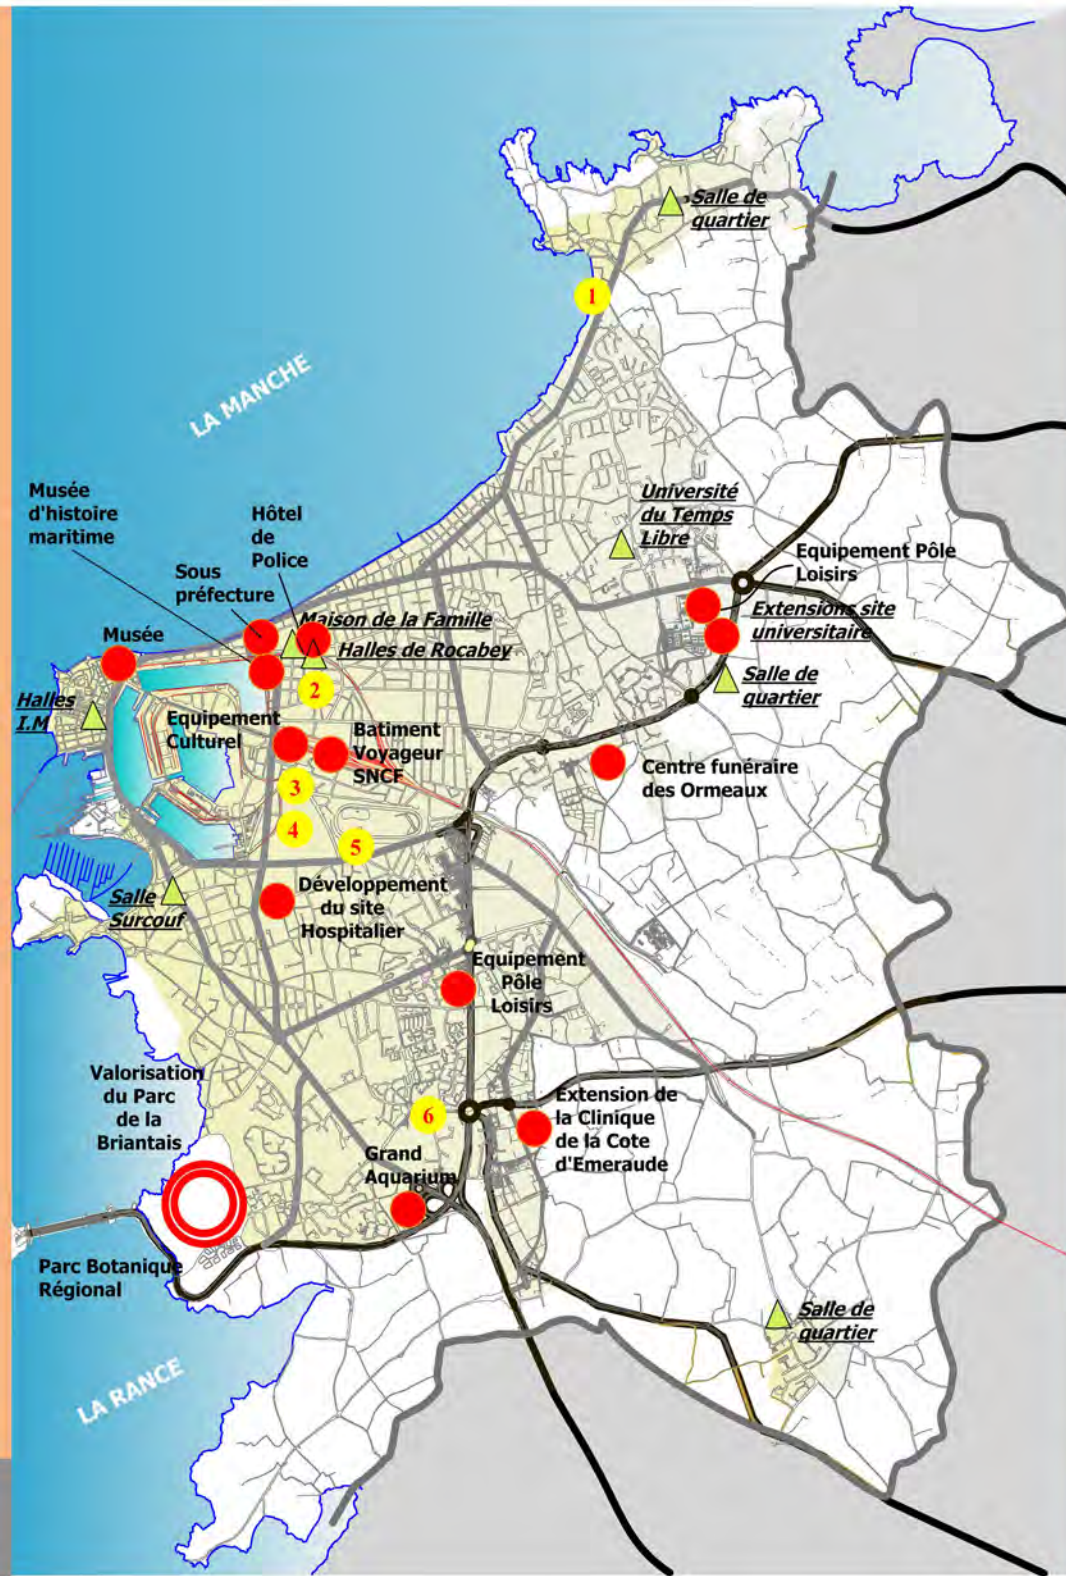 Salle de
quartier
1
LA MANCHE
Musée
d'histoire
maritime
Hôtel
de
Police
Sous
préfecture
Université
du Temps
Libre
Equipement Pôle
Loisirs
Extensions site
universitaire
Maison de la Famille
Halles de Rocabey
Musée
2
Salle de
quartier
Halles
I.M
Equipement
Culturel
Batiment
Voyageur
SNCF
Centre funéraire
des Ormeaux
3
4
5
Salle
Surcouf
Développement
du site
Hospitalier
Equipement
Pôle
Loisirs
Valorisation
du Parc
de la
Briantais
6
Extension de
la Clinique
de la Cote
d'Emeraude
Grand
Aquarium
Parc Botanique
Régional
Salle de
quartier
LA RANCE